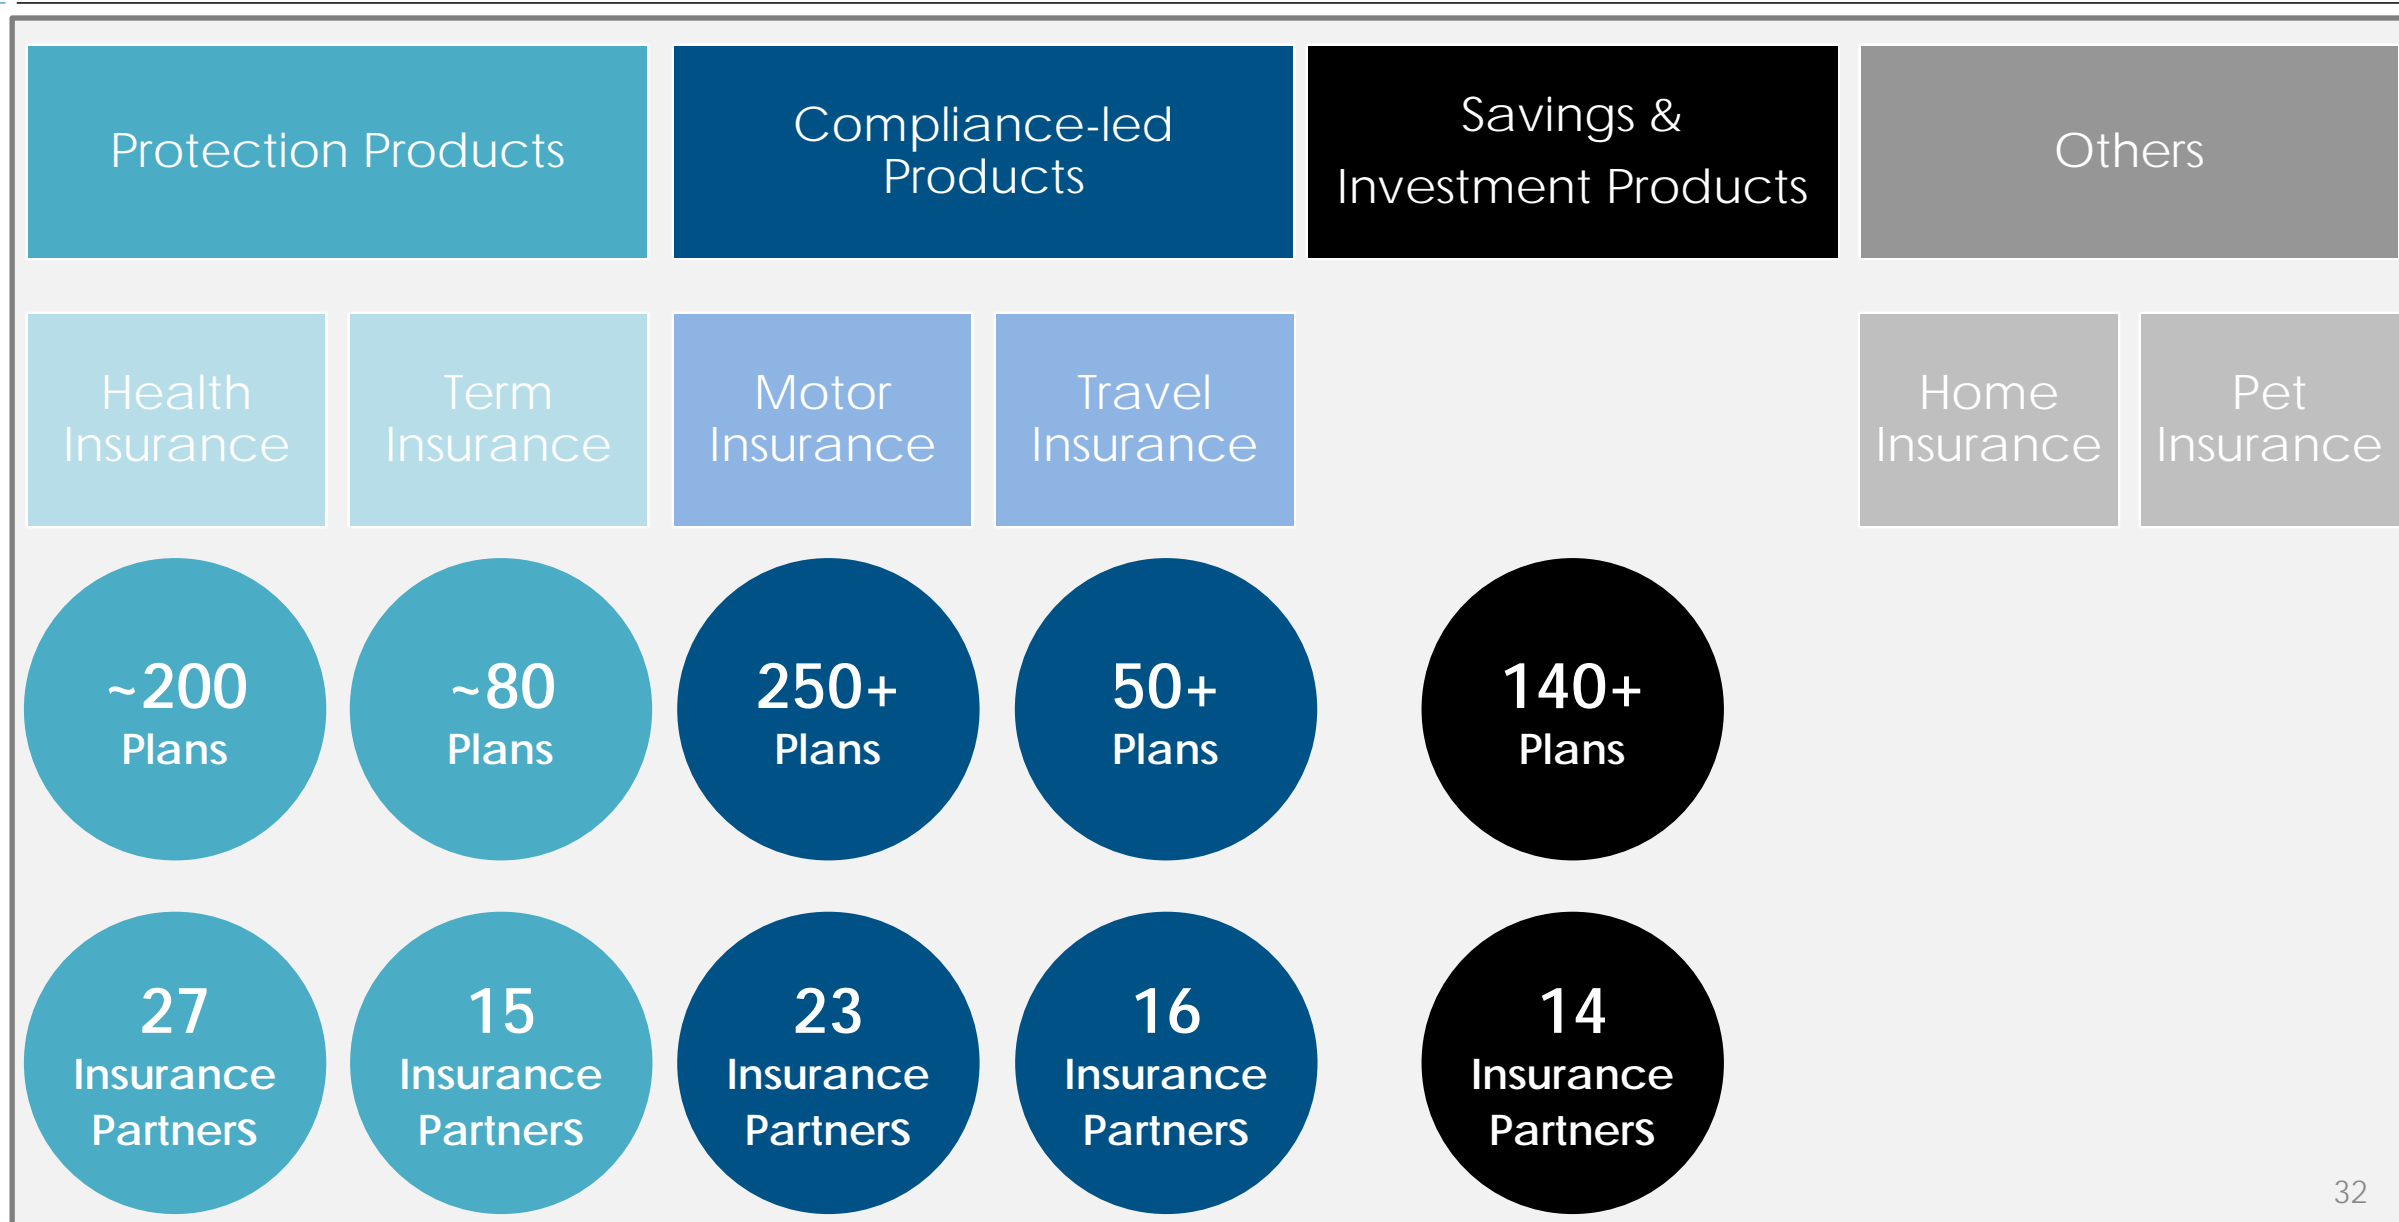 Protection Products
Compliance-led
Products
Savings &
Investment Products
Others
Health
Insurance
Term
Insurance
Motor
Insurance
Travel
Insurance
Home
Insurance
Pet
Insurance
~200
Plans
~80
Plans
250+
Plans
50+
Plans
140+
Plans
27
Insurance
Partners
15
Insurance
Partners
23
Insurance
Partners
16
Insurance
Partners
14
Insurance
Partners
32